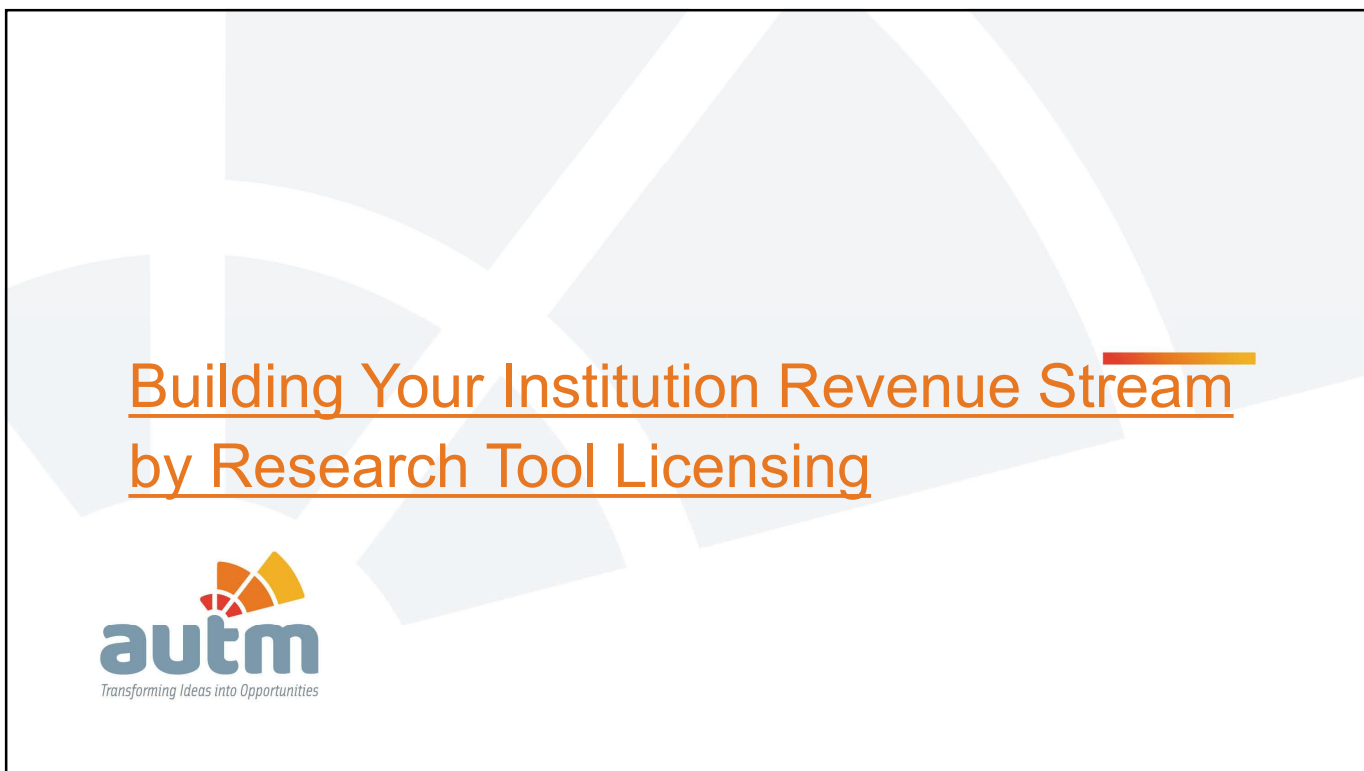 Building Your Institution Revenue Stream
by Research Tool Licensing
autm
Transforming Ideas into Opportunities